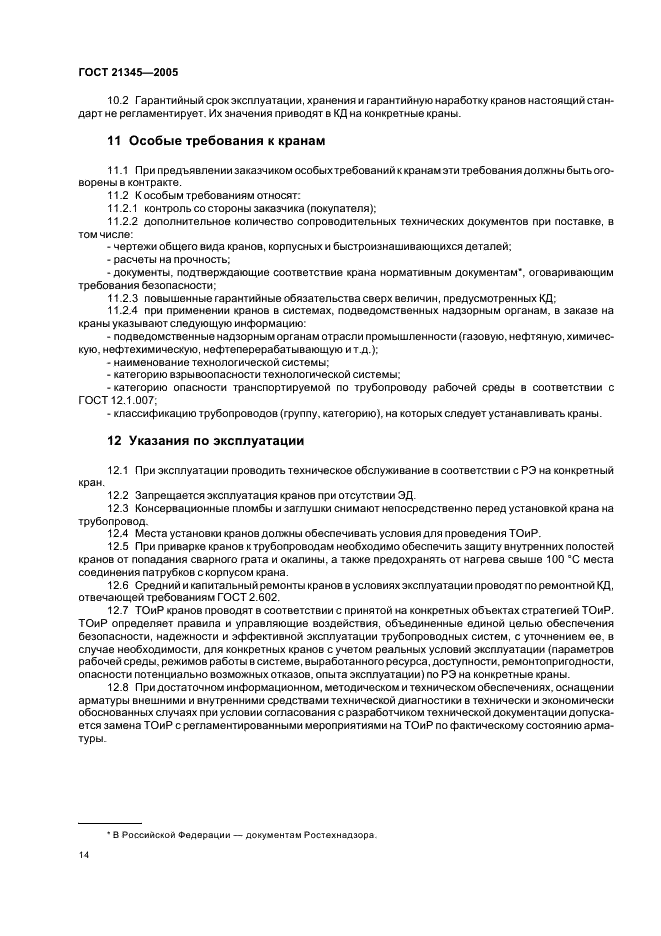 ГОСТ 21345—2005
10.2 Гарантийный срок эксплуатации, хранения и гарантийную наработку кранов настоящий стан-
дарт не регламентирует. Их значения приводят в КД на конкретные краны.
11 Особые требования к кранам
11.1 При предъявлении заказчиком особых требований к кранам эти требования должны быть ого-
ворены в контракте.
11.2 К особым требованиям относят:
11.2.1 контроль со стороны заказчика (покупателя);
11.2.2 дополнительное количество сопроводительных технических документов при поставке, в
том числе:
- чертежи общего вида кранов, корпусных и быстроизнашивающихся деталей;
- расчеты на прочность;
- документы, подтверждающие соответствие крана нормативным документам*, оговаривающим
требования безопасности;
11.2.3 повышенные гарантийные обязательства сверх величин, предусмотренных КД;
11.2.4 при применении кранов в системах, подведомственных надзорным органам, в заказе на
краны указывают следующую информацию:
- подведомственные надзорным органам отрасли промышленности (газовую, нефтяную, химичес-
кую, нефтехимическую, нефтеперерабатывающую и т.д.);
- наименование технологической системы;
- категорию взрывоопасности технологической системы;
- категорию опасности транспортируемой по трубопроводу рабочей среды в соответствии с
ГОСТ 12.1.007;
- классификацию трубопроводов (группу, категорию), на которых следует устанавливать краны.
12 Указания по эксплуатации
12.1 При эксплуатации проводить техническое обслуживание в соответствии с РЭ на конкретный
кран.
12.2 Запрещается эксплуатация кранов при отсутствии ЭД.
12.3 Консервационные пломбы и заглушки снимают непосредственно перед установкой крана на
трубопровод.
12.4 Места установки кранов должны обеспечивать условия для проведения ТОиР.
12.5 При приварке кранов к трубопроводам необходимо обеспечить защиту внутренних полостей
кранов от попадания сварного грата и окалины, а также предохранять от нагрева свыше 100 °С места
соединения патрубков с корпусом крана.
12.6 Средний и капитальный ремонты кранов в условиях эксплуатации проводят по ремонтной КД,
отвечающей требованиям ГОСТ 2.602.
12.7 ТОиР кранов проводят в соответствии с принятой на конкретных объектах стратегией ТОиР.
ТОиР определяет правила и управляющие воздействия, объединенные единой целью обеспечения
безопасности, надежности и эффективной эксплуатации трубопроводных систем, с уточнением ее, в
случае необходимости, для конкретных кранов с учетом реальных условий эксплуатации (параметров
рабочей среды, режимов работы в системе, выработанного ресурса, доступности, ремонтопригодности,
опасности потенциально возможных отказов, опыта эксплуатации) по РЭ на конкретные краны.
12.8 При достаточном информационном, методическом и техническом обеспечениях, оснащении
арматуры внешними и внутренними средствами технической диагностики в технически и экономически
обоснованных случаях при условии согласования с разработчиком технической документации допуска-
ется замена ТОиР с регламентированными мероприятиями на ТОиР по фактическому состоянию арма-
туры.
* В Российской Федерации — документам Ростехнадзора.
14